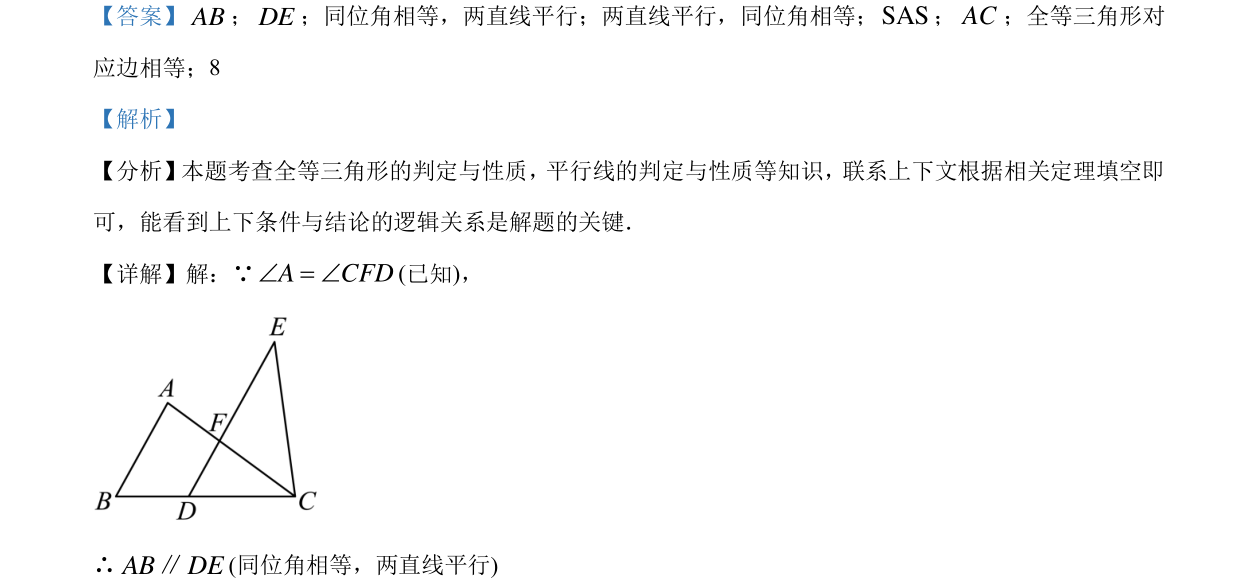 【答案】 AB；DE；同位角相等，两直线平行；两直线平行，同位角相等；SAS；AC；全等三角形对
应边相等；8
【解析】
【分析】本题考查全等三角形的判定与性质，平行线的判定与性质等知识，联系上下文根据相关定理填空即
可，能看到上下条件与结论的逻辑关系是解题的关键．
【详解】解：∵∠A＝∠CFD(已知)，
E
A
F
B
D
C
∴AB∥DE(同位角相等，两直线平行)